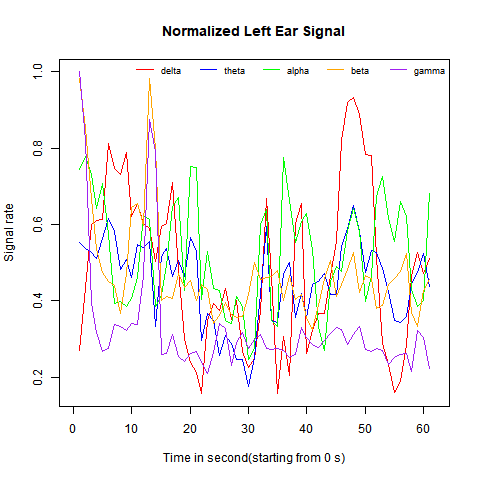 Normalized Left Ear Signal
delta theta alpha beta gamma
Signal rate
1.0
0.8
0.6
0.4
0.2
0 10 20 30 40 50 60
Time in second(starting from 0 s)